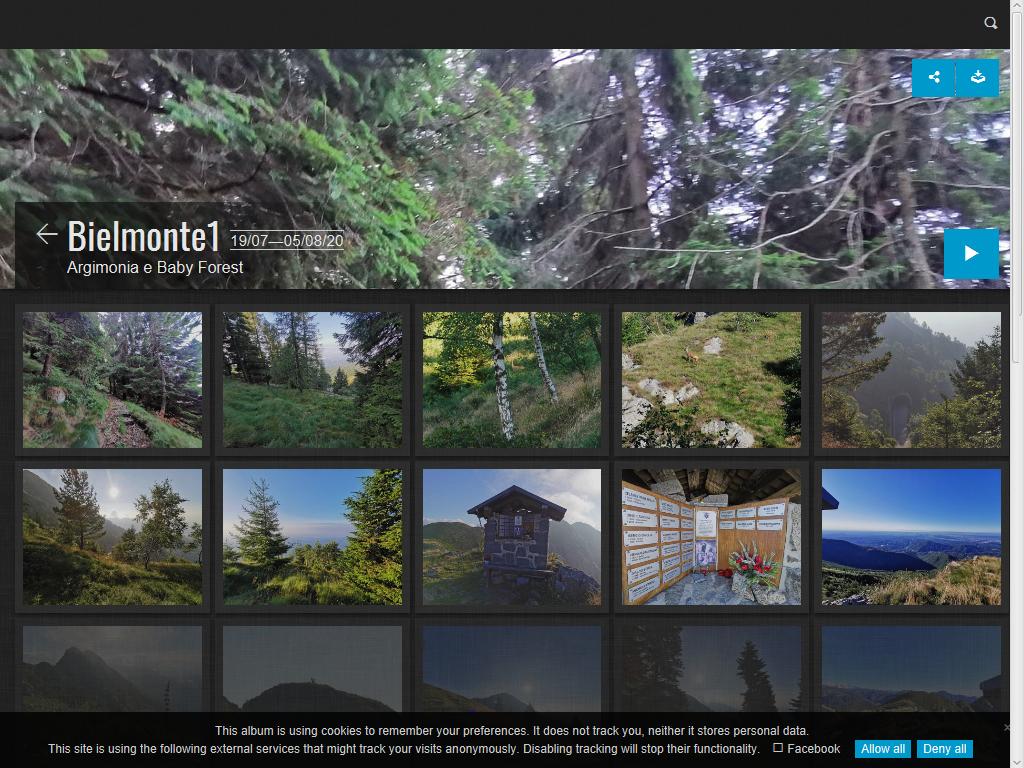 Bielmonte1 19/07—05/08/20
Argimonia e Baby Forest
This album is using cookies to remember your preferences. It does not track you, neither it stores personal data.
This site is using the following external services that might track your visits anonymously. Disabling tracking will stop their functionality. Facebook Allow all Deny all